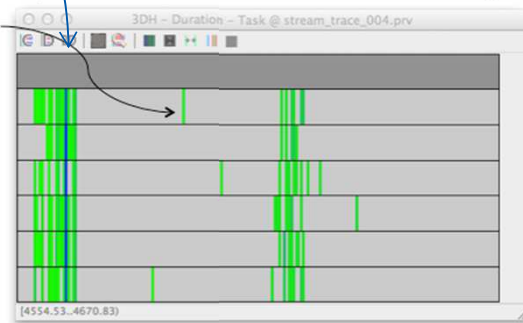 3DH - Duration - Task @ stream_trace_004.prv
[4554.53..4670.83)